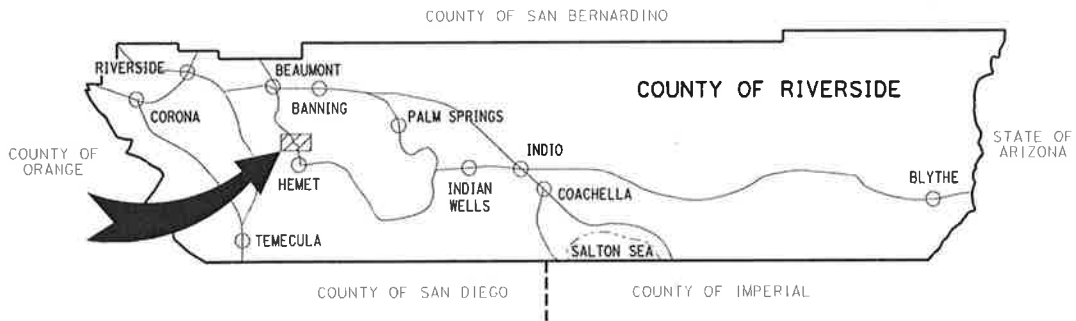 COUNTY OF SAN BERNARDINO
RIVERSIDE
BEAUMONT
COUNTY OF RIVERSIDE
CORONA
BANNING
PALM SPRINGS
COUNTY OF
ORANGE
STATE OF
ARIZONA
INDIO
HEMET
INDIAN
WELLS
COACHELLA
BLYTHE
TEMECULA
SALTON SEA
COUNTY OF SAN DIEGO
COUNTY OF IMPERIAL